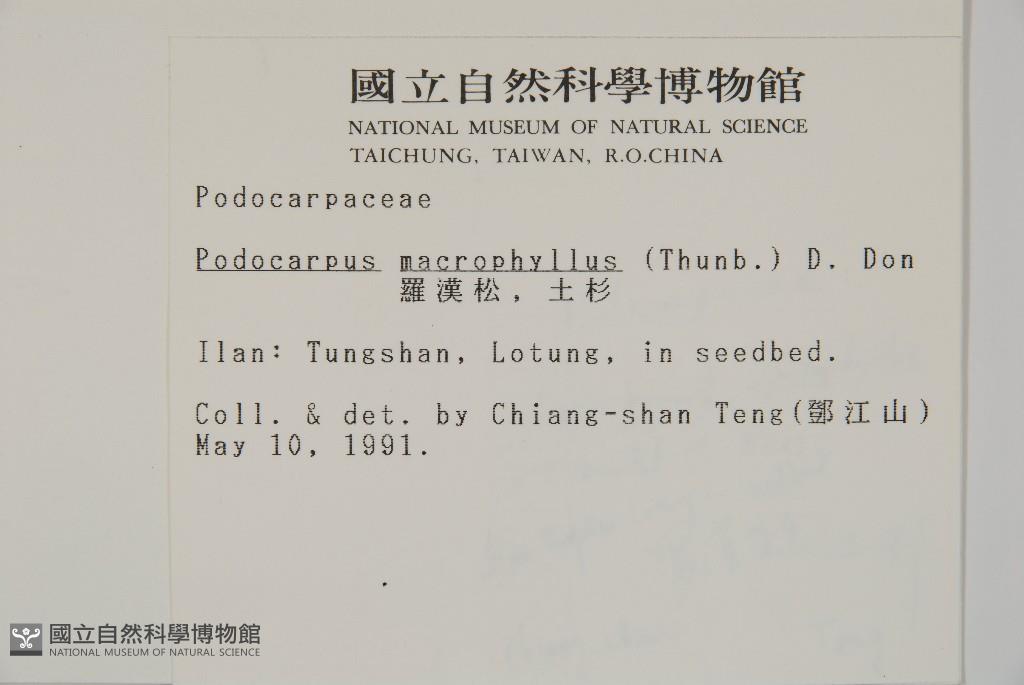 國立自然科學博物館
NATIONAL MUSEUM OF NATURAL SCIENCE
TAICHUNG, TAIWAN, R.O.CHINA
Podocarpaceae
Podocarpus macrophyllus (Thunb.) D. Don
羅漢松, 土杉
Ilan: Tungshan, Lotung, in seedbed.
Coll. & det. by Chiang-shan Teng(鄧江山)
May 10, 1991.
國立自然科學博物館
NATIONAL MUSEUM OF NATURAL SCIENCE